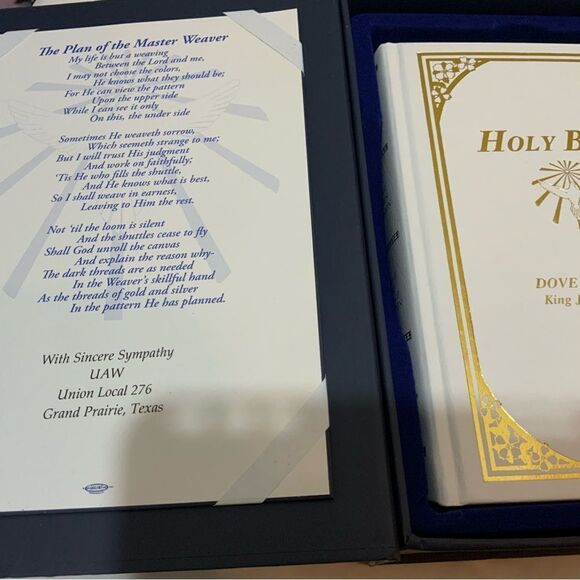 The Plan of the Master Weaver
My life is but a weaving
Between the Lord and me,
I may not choose the colors,
He knows what they should be;
For He can view the pattern
Upon the upper side
While I can see it only
On this, the under side
Sometimes He weaveth sorrow,
Which seemeth strange to me;
But I will trust His judgment
And work on faithfully;
'Tis He who fills the shuttle,
And He knows what is best,
So I shall weave in earnest,
Leaving to Him the rest.
Not 'til the loom is silent
And the shuttles cease to fly
Shall God unroll the canvas
And explain the reason why-
The dark threads are as needed
In the Weaver's skillful hand
As the threads of gold and silver
In the pattern He has planned.
With Sincere Sympathy
UAW
Union Local 276
Grand Prairie, Texas
HOLY B
DOVE
King J